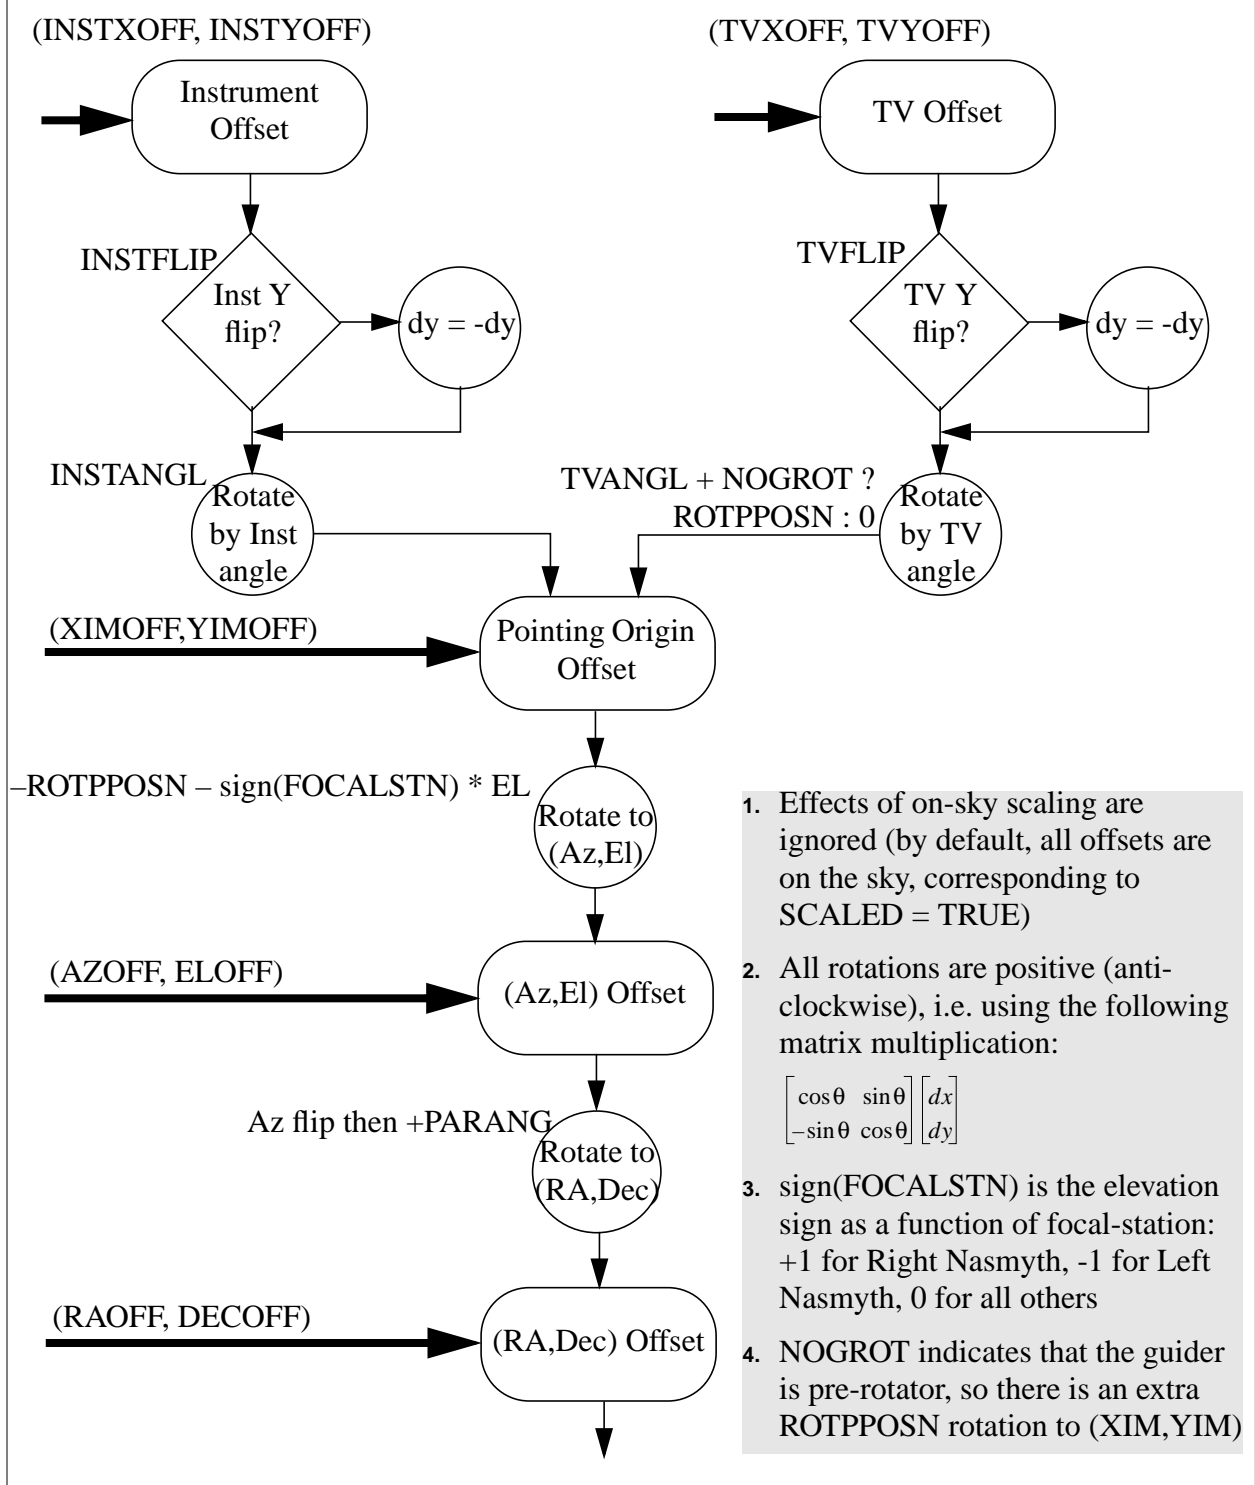 (INSTXOFF, INSTYOFF)
(TVXOFF, TVYOFF)
Instrument
Offset
TV Offset
INSTFLIP
Inst Y
flip?
dy = -dy
TVFLIP
TV Y
flip?
dy = -dy
INSTANGL
Rotate
by Inst
angle
TVANGL + NOGROT ?
ROTPPOSN : 0
Rotate
by TV
angle
(XIMOFF,YIMOFF)
Pointing Origin
Offset
–ROTPPOSN – sign(FOCALSTN) * EL
Rotate to
(Az,El)
(AZOFF, ELOFF)
(Az,El) Offset
Az flip then +PARANG
Rotate to
(RA,Dec)
(RAOFF, DECOFF)
(RA,Dec) Offset
1. Effects of on-sky scaling are
ignored (by default, all offsets are
on the sky, corresponding to
SCALED = TRUE)
2. All rotations are positive (anti-
clockwise), i.e. using the following
matrix multiplication:
[cosθ sinθ] [dx]
[–sinθ cosθ] [dy]
3. sign(FOCALSTN) is the elevation
sign as a function of focal-station:
+1 for Right Nasmyth, -1 for Left
Nasmyth, 0 for all others
4. NOGROT indicates that the guider
is pre-rotator, so there is an extra
ROTPPOSN rotation to (XIM,YIM)